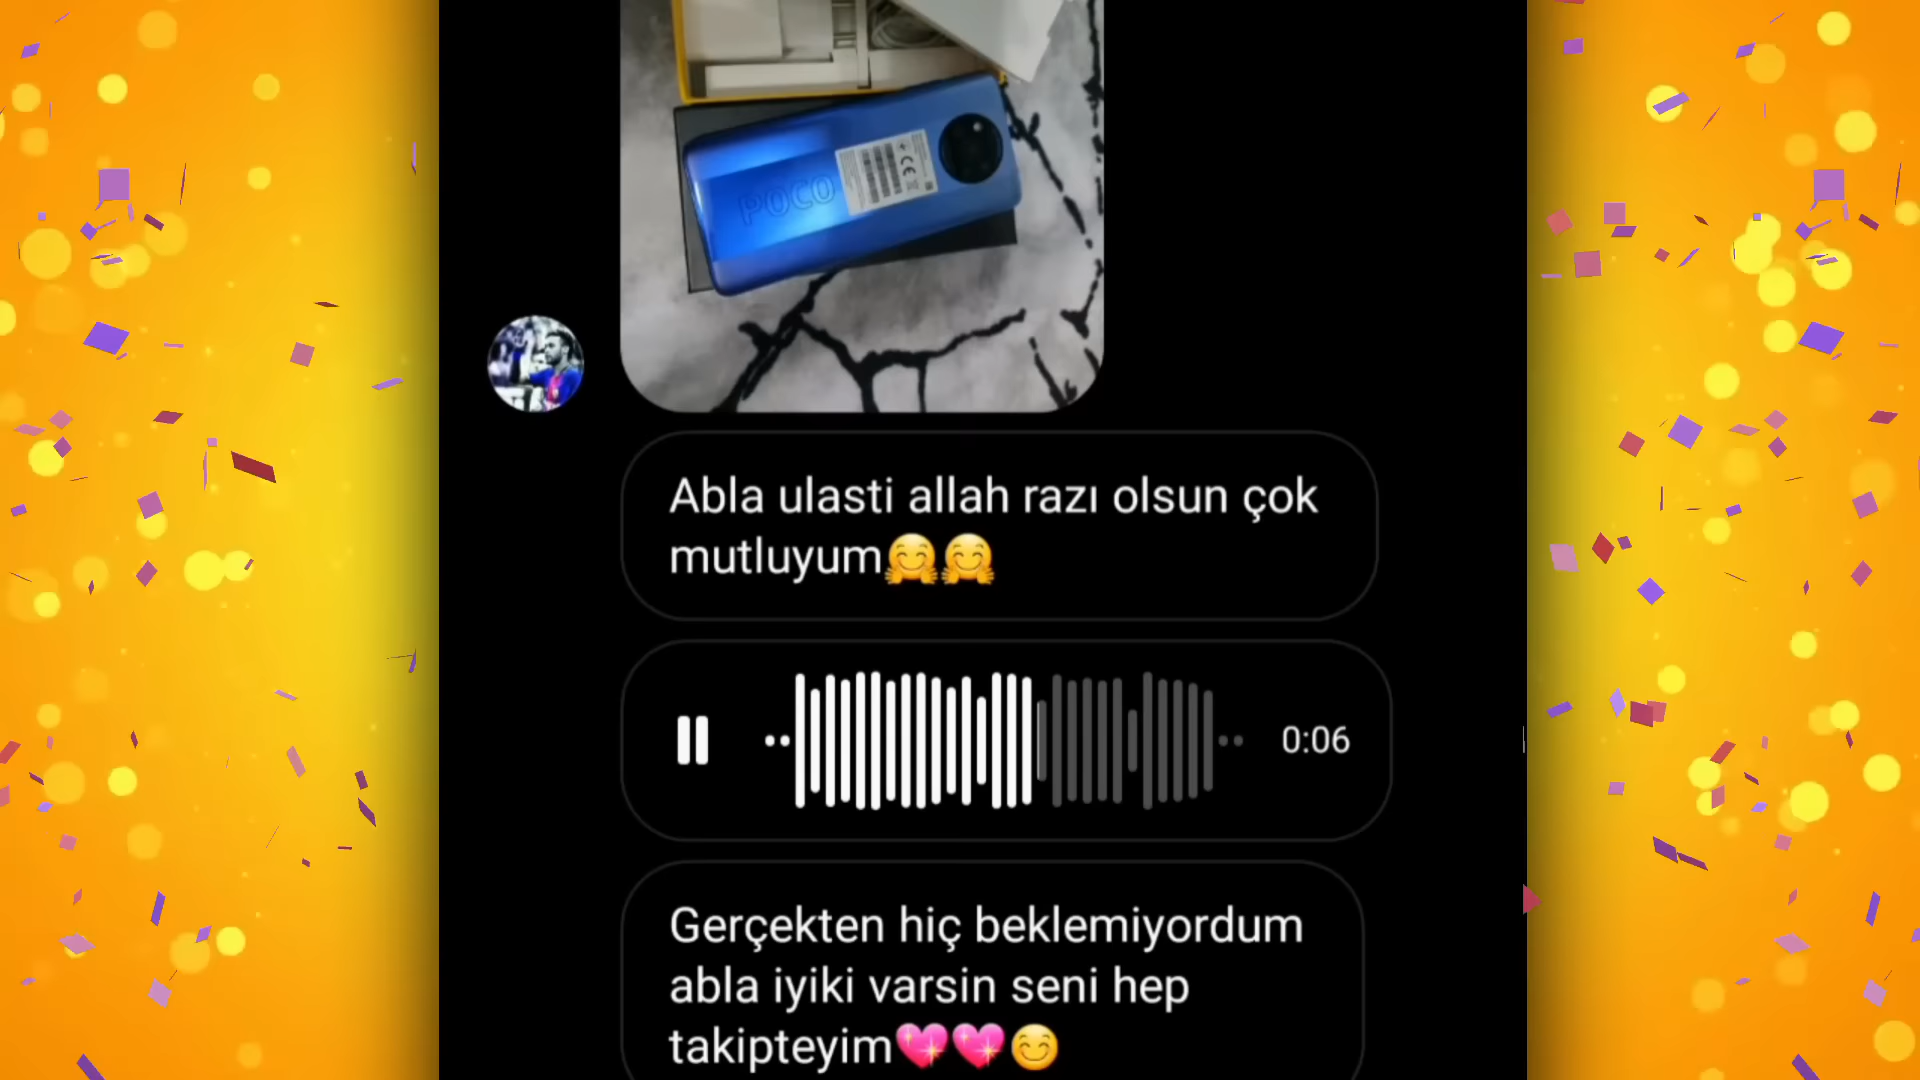 POCO
CE
Abla ulasti allah razı olsun çok
mutluyum🤗🤗
0:06
Gerçekten hiç beklemiyordum
abla iyiki varsin seni hep
takipteyim💖💖😊